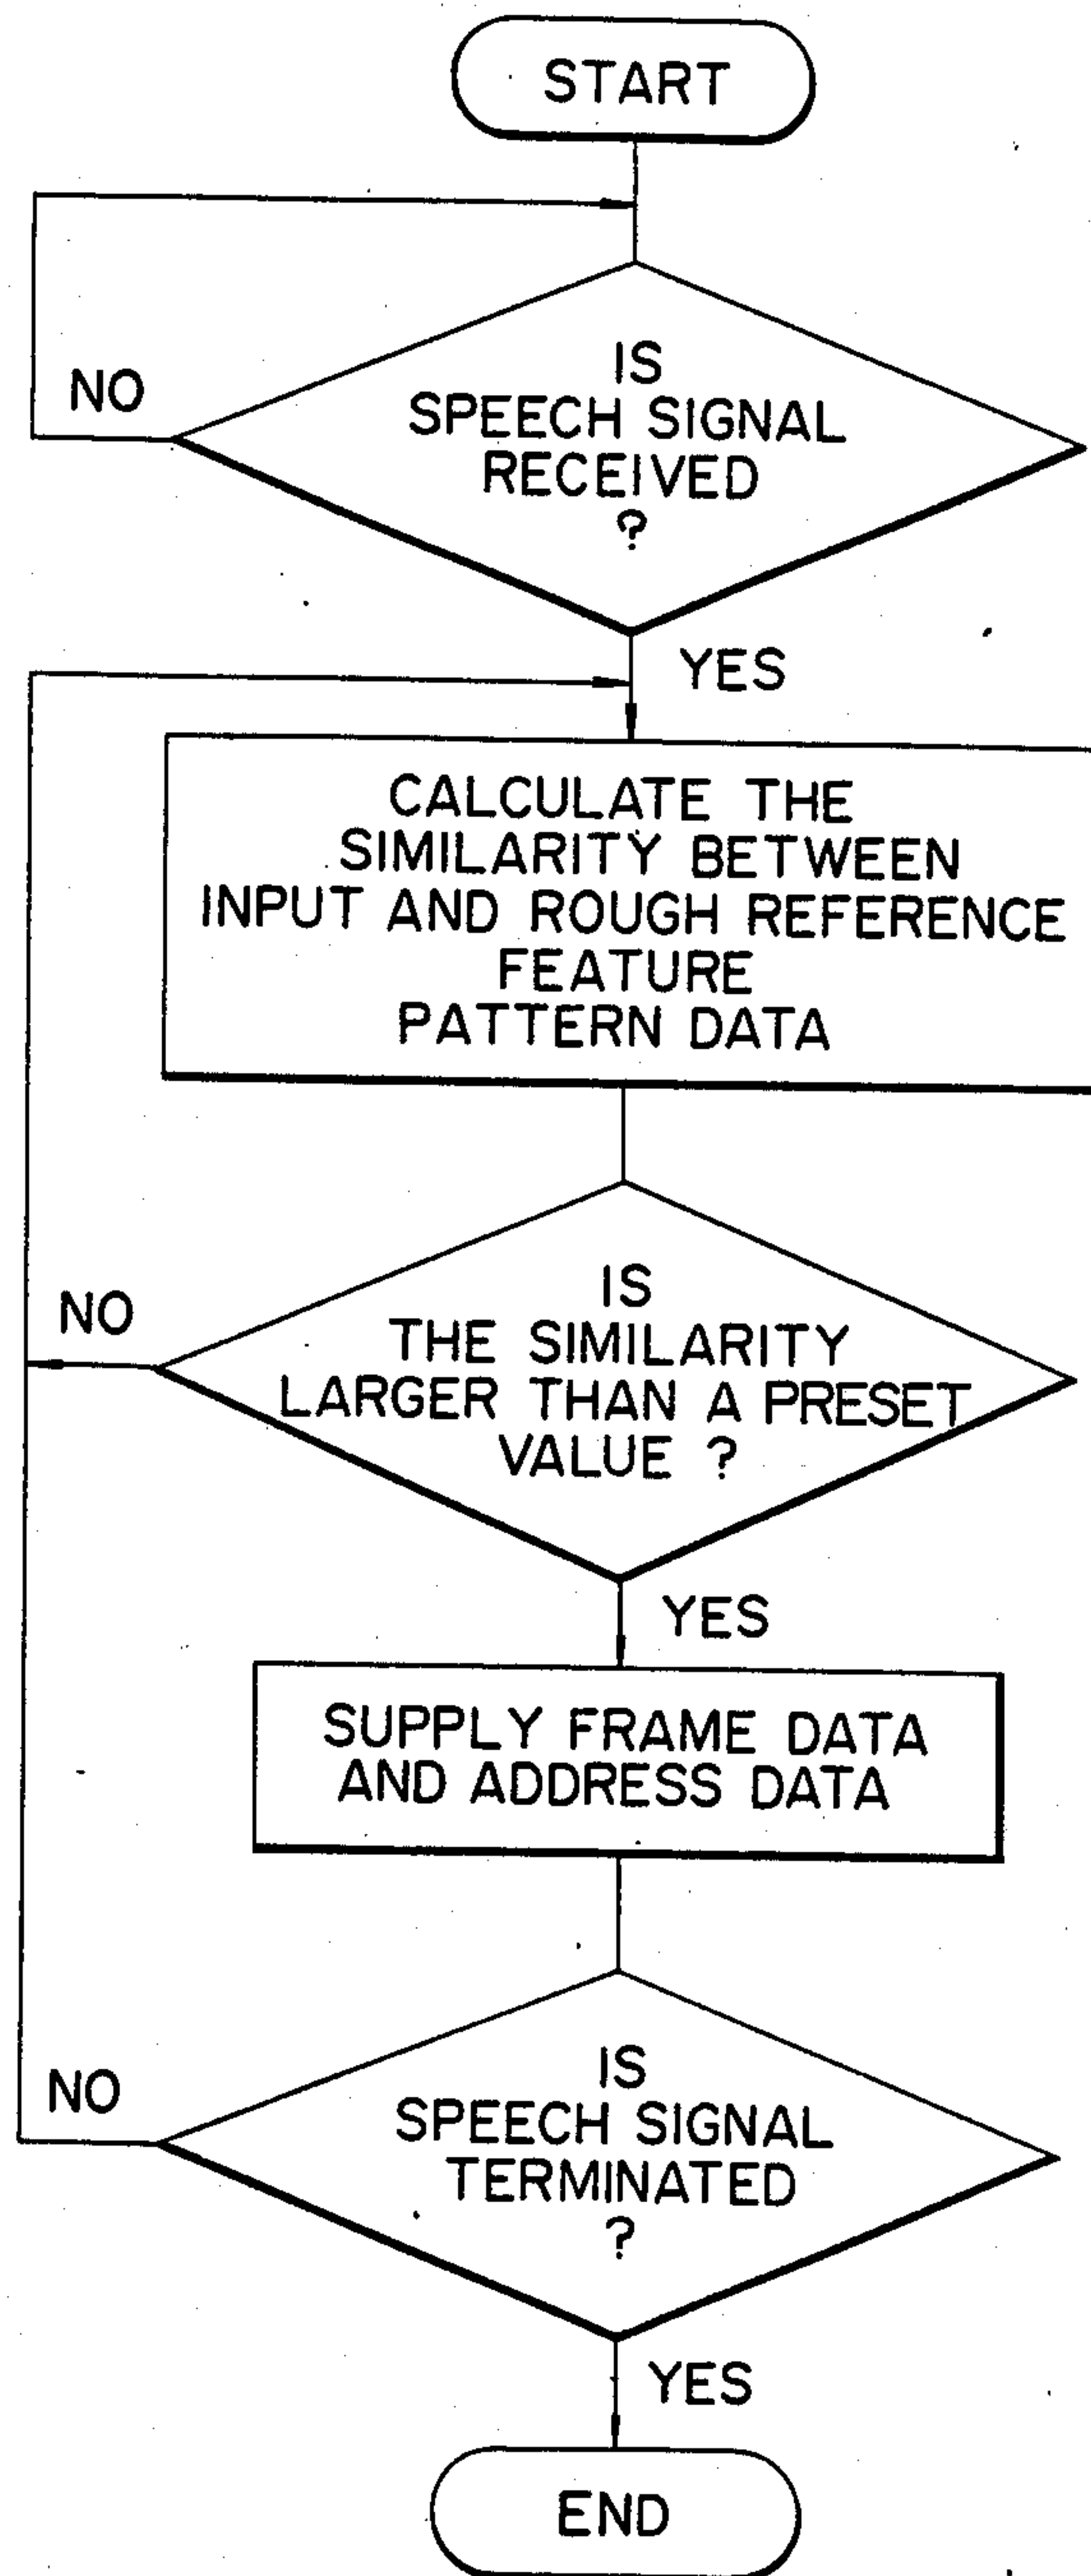 START
NO
IS
SPEECH SIGNAL
RECEIVED
?
YES
CALCULATE THE
SIMILARITY BETWEEN
INPUT AND ROUGH REFERENCE
FEATURE
PATTERN DATA
NO
IS
THE SIMILARITY
LARGER THAN A PRESET
VALUE ?
YES
SUPPLY FRAME DATA
AND ADDRESS DATA
NO
IS
SPEECH SIGNAL
TERMINATED
?
YES
END